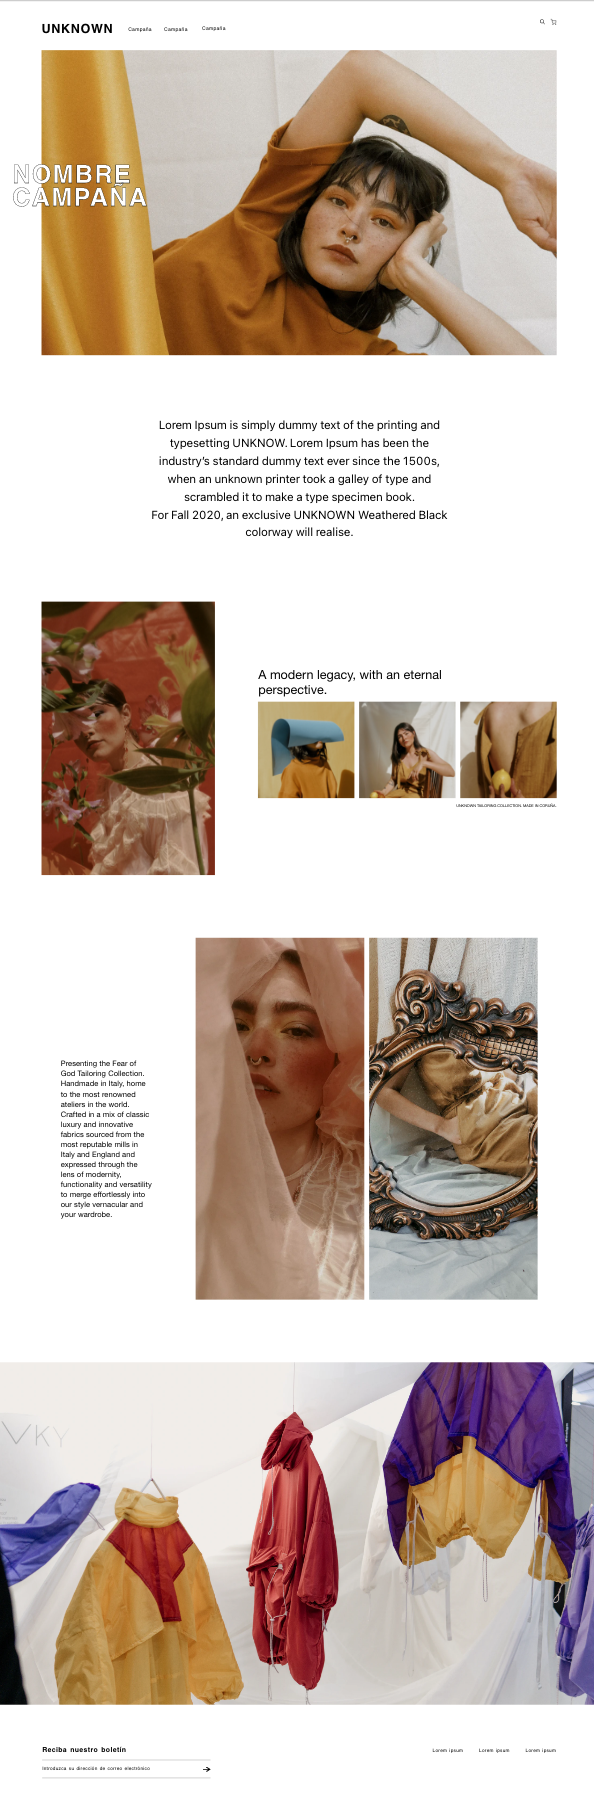 UNKNOWN Campaña Campaña Campaña
NOMBRE
CAMPAÑA
Lorem Ipsum is simply dummy text of the printing and
typesetting UNKNOW. Lorem Ipsum has been the
industry's standard dummy text ever since the 1500s,
when an unknown printer took a galley of type and
scrambled it to make a type specimen book.
For Fall 2020, an exclusive UNKNOWN Weathered Black
colorway will realise.
A modern legacy, with an eternal
perspective.
UNKNOWN TAILORING COLLECTION. MADE IN CORUÑA.
Presenting the Fear of
God Tailoring Collection.
Handmade in Italy, home
to the most renowned
ateliers in the world.
Crafted in a mix of classic
luxury and innovative
fabrics sourced from the
most reputable mills in
Italy and England and
expressed through the
lens of modernity,
functionality and versatility
to merge effortlessly into
our style vernacular and
your wardrobe.
Reciba nuestro boletín
Introduzca su dirección de correo electrónico
Lorem ipsum Lorem ipsum Lorem ipsum